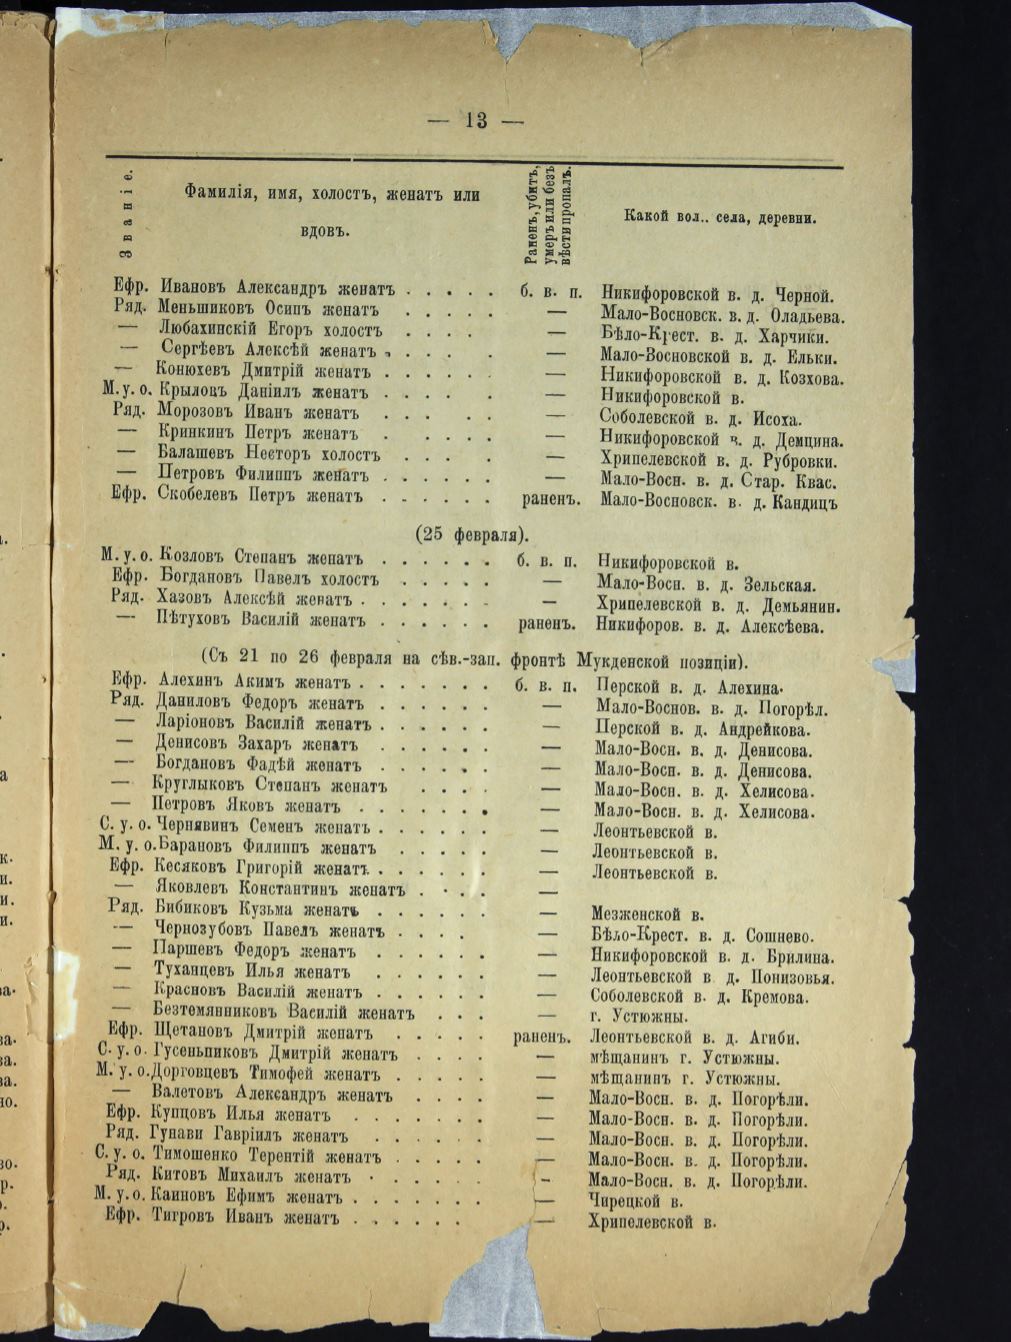 — 13 —
Званіе.
Фамилія, имя, холостъ, женатъ или
вдовъ.
Раненъ, убитъ,
умеръ или безъ
вѣсти пропалъ.
Какой вол.. села, деревни.
Ефр. Ивановъ Александръ женатъ . . . . . б. в. п. Никифоровской в. д. Черной.
Ряд. Меньшиковъ Осипъ женатъ . . . . . — Мало-Восновск. в. д. Оладьева.
— Любахинскій Егоръ холостъ . . . . — Бѣло-Крест. в. д. Харчики.
— Сергѣевъ Алексѣй женатъ . . . . . — Мало-Восновской в. д. Ельки.
— Конюхевъ Дмитрій женатъ . . . . . . — Никифоровской в. д. Козхова.
М. у. о. Крыловъ Даніилъ женатъ . . . . . — Никифоровской в.
Ряд. Морозовъ Иванъ женатъ . . . . . — Соболевской в. д. Исоха.
— Кринкинъ Петръ женатъ . . . . . — Никифоровской в. д. Демцина.
— Балашевъ Несторъ холостъ . . . . — Хрипелевской в. д. Рубровки.
— Петровъ Филиппъ женатъ . . . . . . — Мало-Восн. в. д. Стар. Квас.
Ефр. Скобелевъ Петръ женатъ . . . . . . раненъ. Мало-Восновск. в. д. Кандицъ
(25 февраля).
М. у. о. Козловъ Степанъ женатъ . . . . . . б. в. п. Никифоровской в.
Ефр. Богдановъ Павелъ холостъ . . . . . — Мало-Восн. в. д. Зельская.
Ряд. Хазовъ Алексѣй женатъ . . . . . . . — Хрипелевской в. д. Демьянин.
— Пѣтуховъ Василій женатъ . . . . . . раненъ. Никифоров. в. д. Алексѣева.
(Съ 21 по 26 февраля на сѣв.-зап. фронтѣ Мукденской позиціи).
Ефр. Алехинъ Акимъ женатъ . . . . . . . б. в. п. Перской в. д. Алехина.
Ряд. Даниловъ Федоръ женатъ . . . . . . — Мало-Воснов. в. д. Погорѣл.
— Ларіоновъ Василій женатъ . . . . . . — Перской в. д. Андрейкова.
— Денисовъ Захаръ женатъ . . . . . . — Мало-Восн. в. д. Денисова.
— Богдановъ Фадѣй женатъ . . . . . . — Мало-Восн. в. д. Денисова.
— Круглыковъ Степанъ женатъ . . . . — Мало-Восн. в. д. Хелисова.
— Петровъ Яковъ женатъ . . . . . . . — Мало-Восн. в. д. Хелисова.
С. у. о. Чернявинъ Семенъ женатъ . . . . . . — Леонтьевской в.
М. у. о. Барановъ Филиппъ женатъ . . . . . — Леонтьевской в.
Ефр. Кесяковъ Григорій женатъ . . . . . . — Леонтьевской в.
— Яковлевъ Константинъ женатъ . . . . —
Ряд. Бибиковъ Кузьма женатъ . . . . . . — Мезженской в.
— Чернозубовъ Павелъ женатъ . . . . — Бѣло-Крест. в. д. Сошнево.
— Паршевъ Федоръ женатъ . . . . . . — Никифоровской в. д. Брилина.
— Туханцевъ Илья женатъ . . . . . . — Леонтьевской в. д. Понизовья.
— Красновъ Василій женатъ . . . . . . — Соболевской в. д. Кремова.
— Безтемянниковъ Василій женатъ . . . — г. Устюжны.
Ефр. Щетановъ Дмитрій женатъ . . . . . раненъ. Леонтьевской в. д. Агиби.
С. у. о. Гусеньпиковъ Дмитрій женатъ . . . . — мѣщанинъ г. Устюжны.
М. у. о. Дорговцевъ Тимофей женатъ . . . . . — мѣщанинъ г. Устюжны.
— Валетовъ Александръ женатъ . . . . — Мало-Восн. в. д. Погорѣли.
Ефр. Купцовъ Илья женатъ . . . . . . . — Мало-Восн. в. д. Погорѣли.
Ряд. Гунави Гавріилъ женатъ . . . . . . — Мало-Восн. в. д. Погорѣли.
С. у. о. Тимошенко Терентій женатъ . . . . . — Мало-Восн. в. д. Погорѣли.
Ряд. Китовъ Михаилъ женатъ . . . . . . — Мало-Восн. в. д. Погорѣли.
М. у. о. Каиновъ Ефимъ женатъ . . . . . . . — Чирецкой в.
Ефр. Тигровъ Иванъ женатъ . . . . . . — Хрипелевской в.